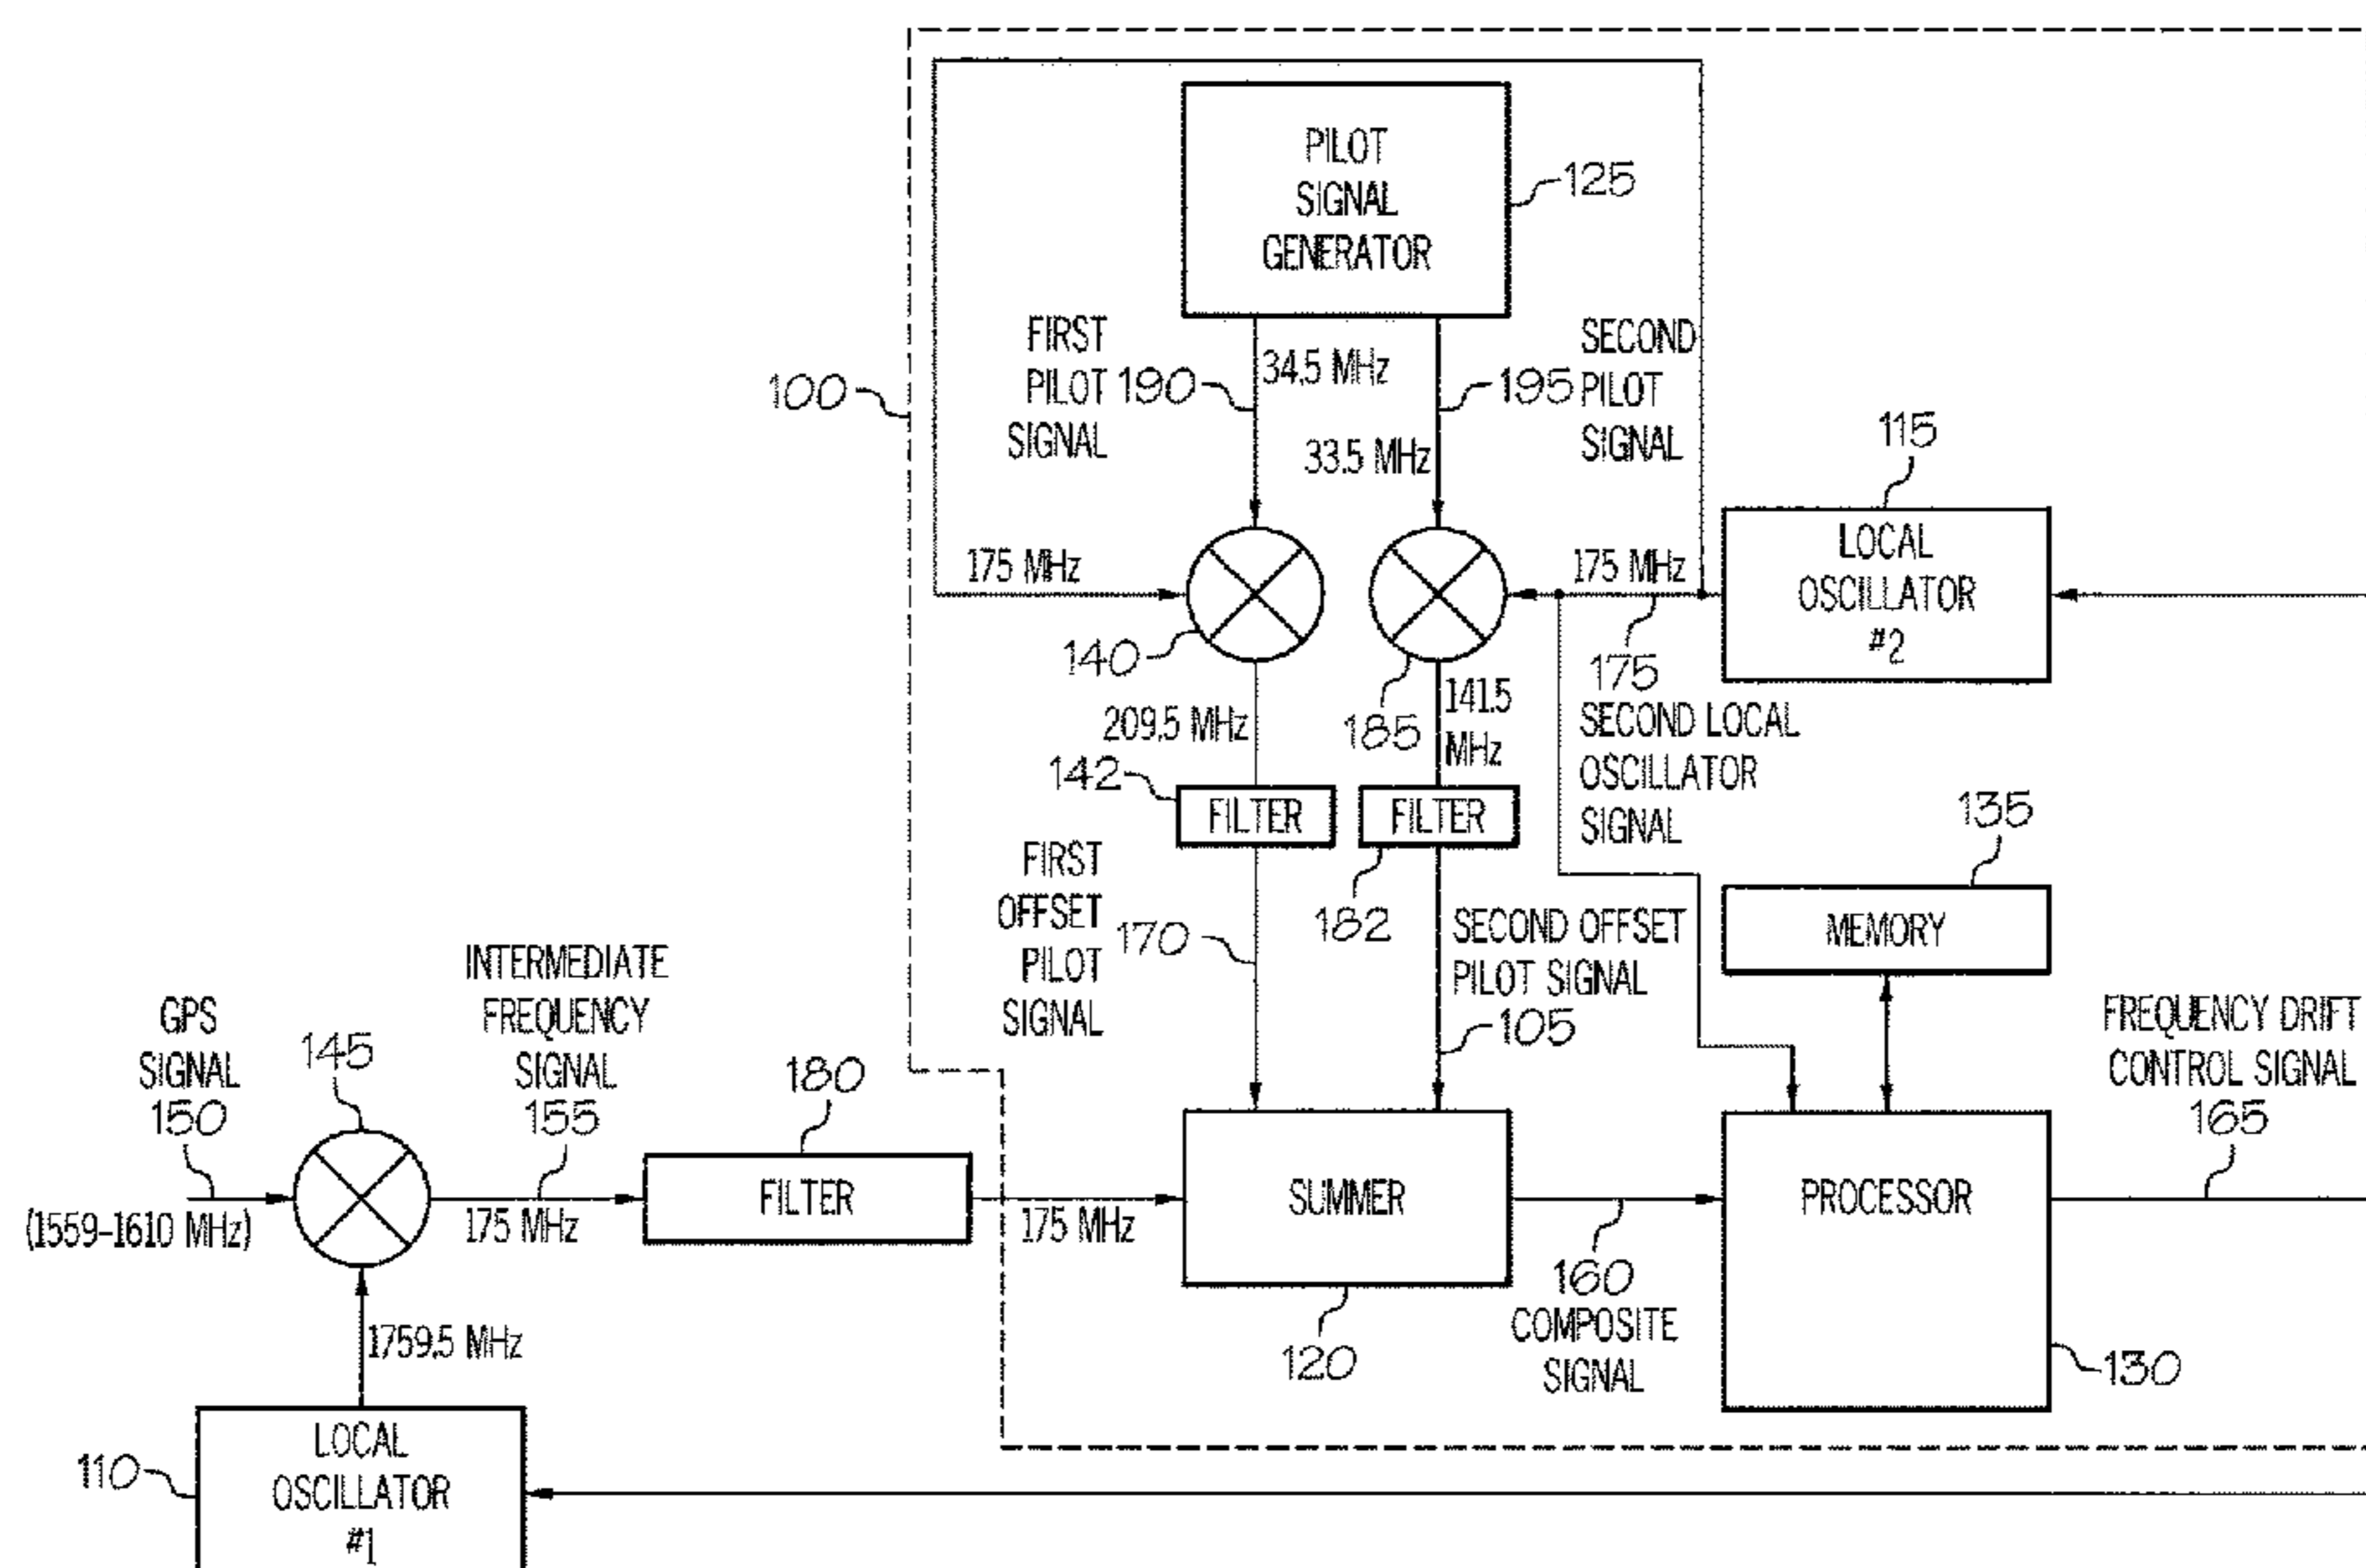 PILOT
SIGNAL
GENERATOR
125
FIRST
PILOT 190
SIGNAL
34.5 MHz
195
33.5 MHz
SECOND
PILOT
SIGNAL
100
115
LOCAL
OSCILLATOR
#2
175 MHz
175 MHz
140
185
175
209.5 MHz
141.5
MHz
SECOND LOCAL
OSCILLATOR
SIGNAL
142
FILTER
FILTER
182
135
MEMORY
FIRST
OFFSET
PILOT
SIGNAL
170
SECOND OFFSET
PILOT SIGNAL
105
GPS
SIGNAL
150
(1559-1610 MHz)
145
INTERMEDIATE
FREQUENCY
SIGNAL
155
175 MHz
180
FILTER
175 MHz
SUMMER
120
160
COMPOSITE
SIGNAL
PROCESSOR
130
FREQUENCY DRIFT
CONTROL SIGNAL
165
1759.5 MHz
110
LOCAL
OSCILLATOR
#1